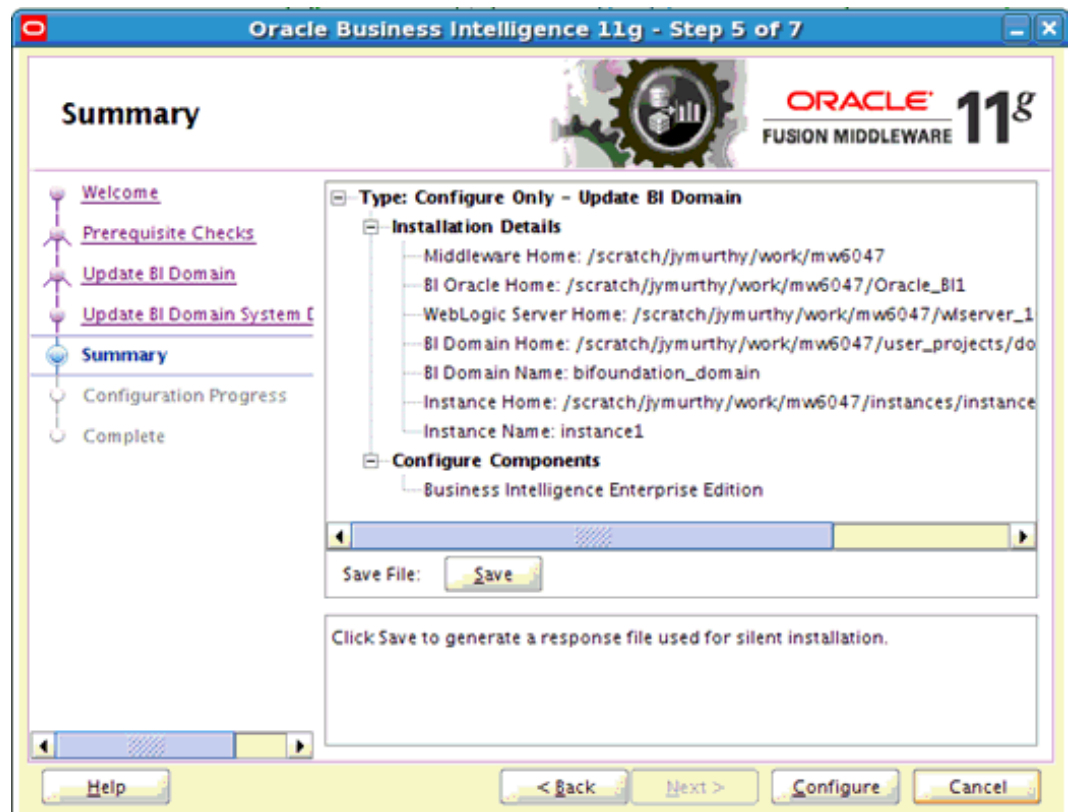 Oracle Business Intelligence 11g - Step 5 of 7
Summary
ORACLE
FUSION MIDDLEWARE 11g
Welcome
Prerequisite Checks
Update BI Domain
Update BI Domain System D
Summary
Configuration Progress
Complete
Type: Configure Only - Update BI Domain
Installation Details
Middleware Home: /scratch/jymurthy/work/mw6047
BI Oracle Home: /scratch/jymurthy/work/mw6047/Oracle_BI1
WebLogic Server Home: /scratch/jymurthy/work/mw6047/wlserver_1
BI Domain Home: /scratch/jymurthy/work/mw6047/user_projects/do
BI Domain Name: bifoundation_domain
Instance Home: /scratch/jymurthy/work/mw6047/instances/instance
Instance Name: instance1
Configure Components
Business Intelligence Enterprise Edition
Save File: Save
Click Save to generate a response file used for silent installation.
Help < Back Next > Configure Cancel